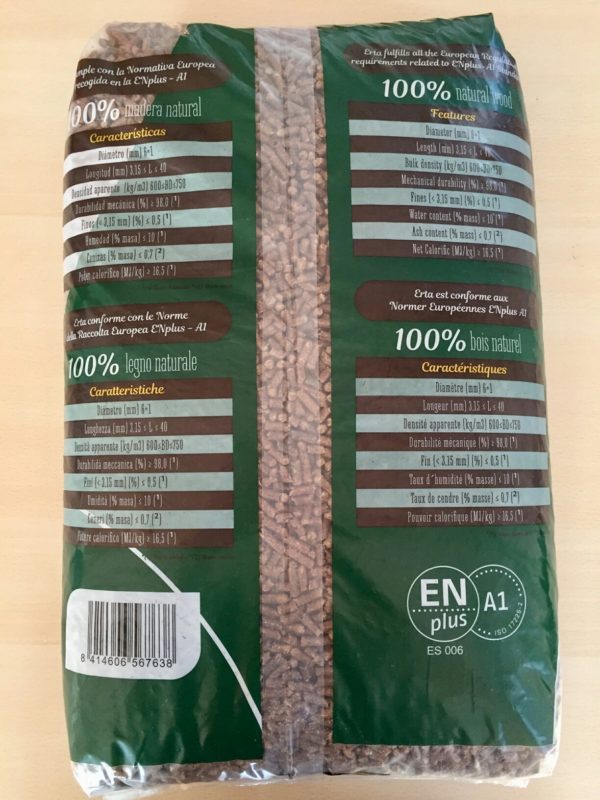 mple con la Normativa Europea
recogida en la ENplus - A1
00% madera natural
Características
Diámetro (mm) 6±1
Longitud (mm) 3,15 ≤ L ≤ 40
Densidad aparente (kg/m3) 600≤BD≤750
Durabilidad mecánica (%) ≥ 98,0 (¹)
Finos (< 3,15 mm) (%) ≤ 0,5 (¹)
Humedad (% masa) ≤ 10 (¹)
Cenizas (% masa) ≤ 0,7 (²)
Poder calorífico (MJ/kg) ≥ 16,5 (¹)
Erta conforme con le Norme
della Raccolta Europea ENplus - A1
100% legno naturale
Caratteristiche
Diámetro (mm) 6±1
Longhezza (mm) 3,15 ≤ L ≤ 40
Densitá apparente (kg/m3) 600≤BD≤750
Durabilidá meccanica (%) ≥ 98,0 (¹)
Fini (< 3,15 mm) (%) ≤ 0,5 (¹)
Umidità (% masa) ≤ 10 (¹)
Ceneri (% masa) ≤ 0,7 (²)
Potere calorifico (MJ/kg) ≥ 16,5 (¹)
8 414606 567638
Erta fulfills all the European
requirements related to ENplus- A1
100% natural wood
Features
Diameter (mm) 6±1
Length (mm) 3,15 ≤ L ≤ 40
Bulk density (kg/m3) 600≤BD≤750
Mechanical durability (%) ≥ 98,0 (¹)
Fines (< 3,15 mm) (%) ≤ 0,5 (¹)
Water content (% mass) ≤ 10 (¹)
Ash content (% mass) ≤ 0,7 (²)
Net Calorific (MJ/kg) ≥ 16,5 (¹)
Erta est conforme aux
Normer Européennes ENplus A1
100% bois naturel
Caractéristiques
Diamètre (mm) 6±1
Longeur (mm) 3,15 ≤ L ≤ 40
Densité apparente (kg/m3) 600≤BD≤750
Durabilité mécanique (%) ≥ 98,0 (¹)
Fin (< 3,15 mm) (%) ≤ 0,5 (¹)
Taux d´humidité (% masse) ≤ 10 (¹)
Taux de cendre (% masse) ≤ 0,7 (²)
Pouvoir calorifique (MJ/kg) ≥ 16,5 (¹)
EN
plus
A1
ISO 17225-2
ES 006